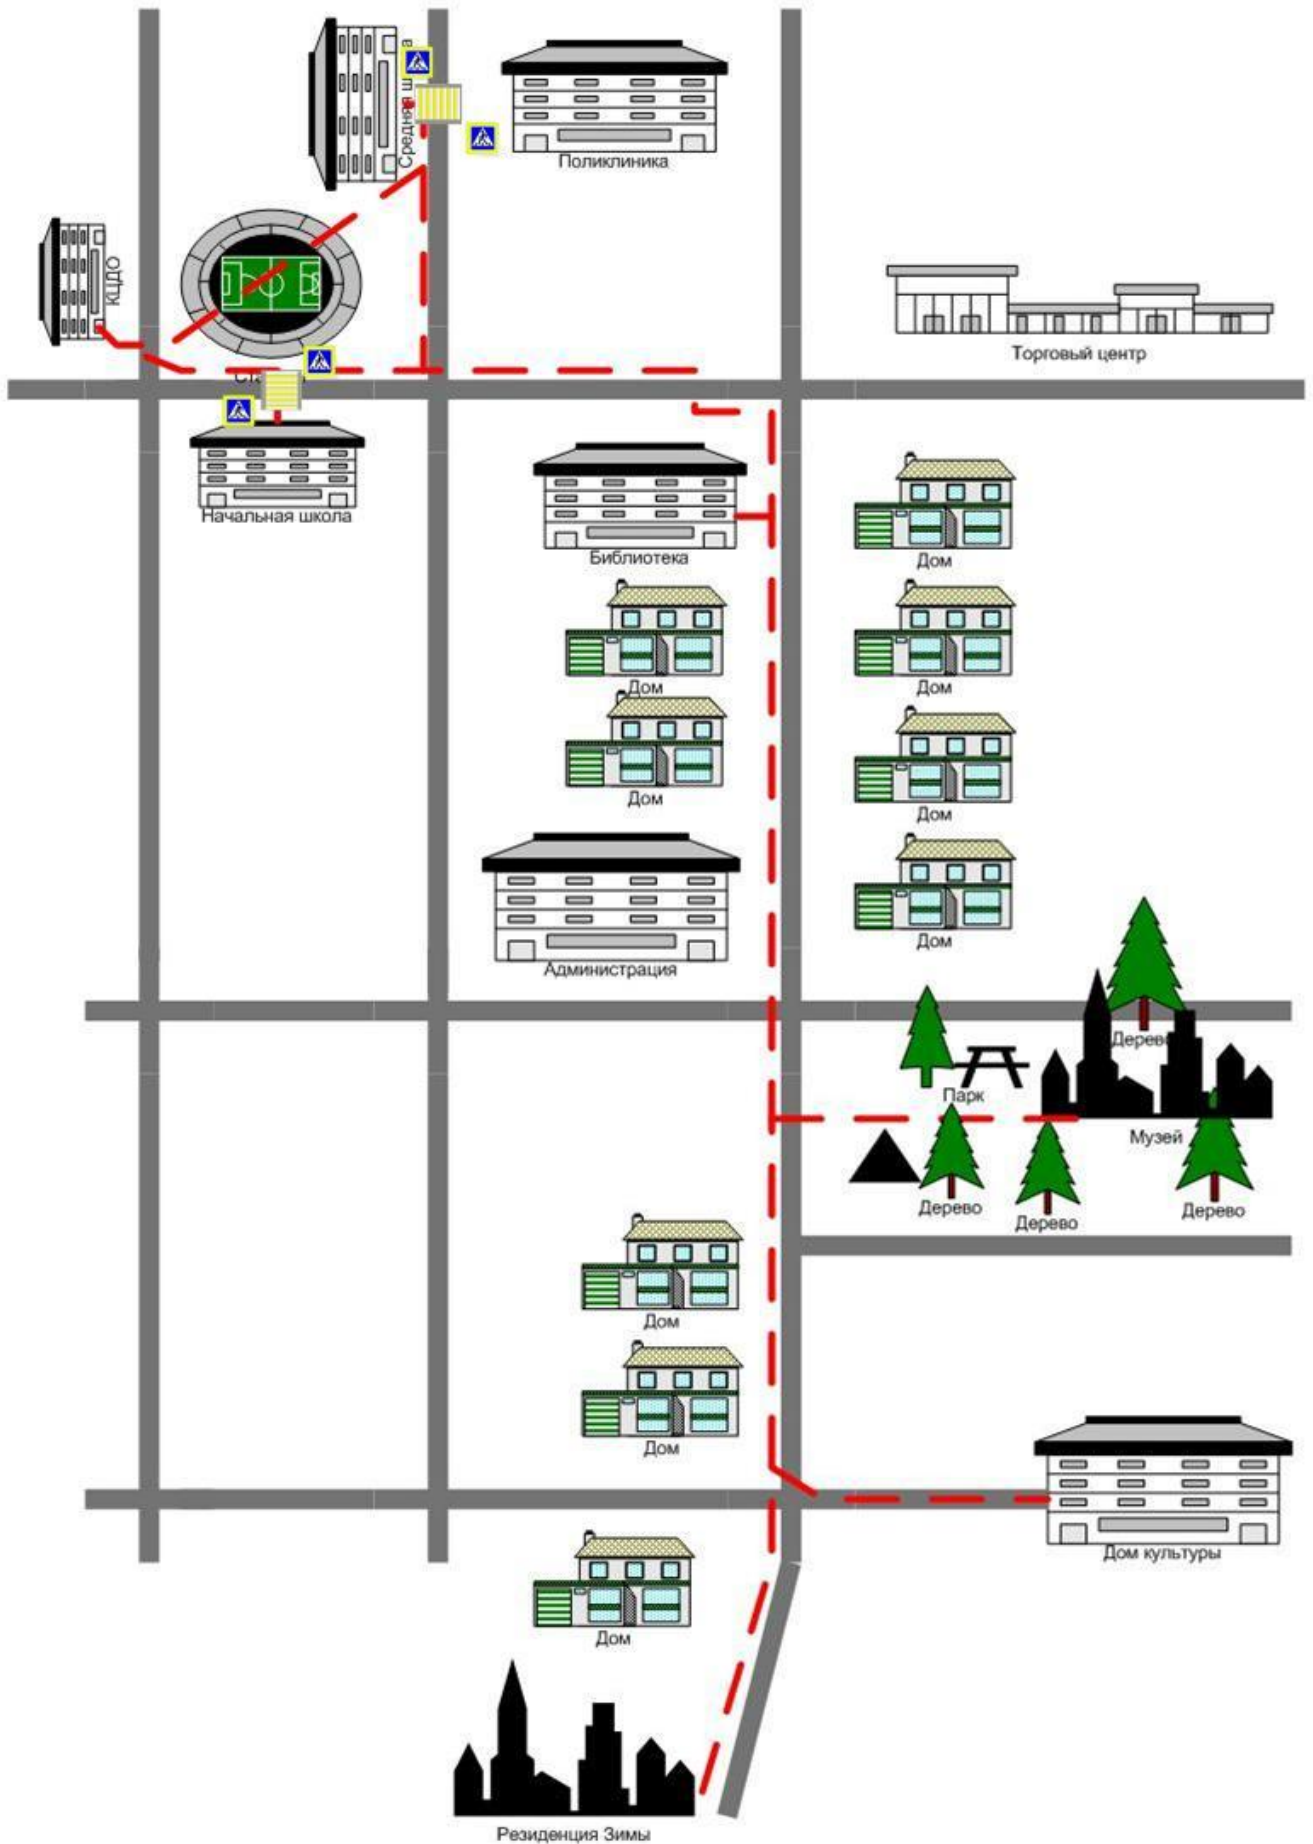 Средняя ш
Поликлиника
КЦДО
Торговый центр
Начальная школа
Библиотека
Дом
Дом
Дом
Дом
Дом
Дом
Администрация
Дом
Дерево
Парк
Музей
Дерево
Дерево
Дерево
Дом
Дом
Дом культуры
Дом
Резиденция Зимы